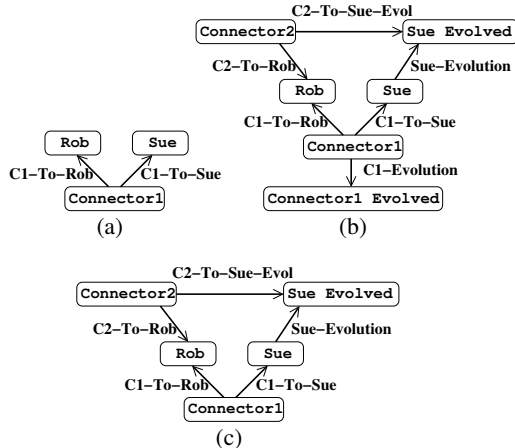 Rob
Sue
C1-To-Rob
C1-To-Sue
Connector1
(a)
C2-To-Sue-Evol
Connector2
Sue Evolved
C2-To-Rob
Sue-Evolution
Rob
Sue
C1-To-Rob
C1-To-Sue
Connector1
C1-Evolution
Connector1 Evolved
(b)
C2-To-Sue-Evol
Connector2
Sue Evolved
C2-To-Rob
Sue-Evolution
Rob
Sue
C1-To-Rob
C1-To-Sue
Connector1
(c)